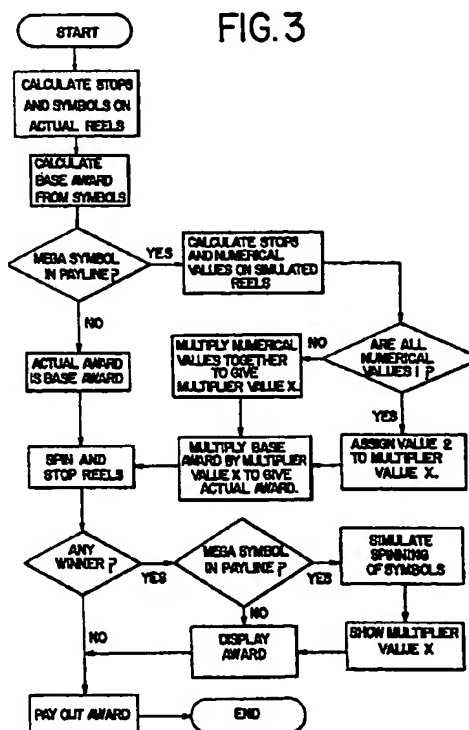 FIG. 3
START
CALCULATE STOPS
AND SYMBOLS ON
ACTUAL REELS
CALCULATE
BASE AWARD
FROM SYMBOLS
MEGA SYMBOL
IN PAYLINE?
YES
CALCULATE STOPS
AND NUMERICAL
VALUES ON SIMULATED
REELS
NO
ARE ALL
NUMERICAL
VALUES 1?
NO
MULTIPLY NUMERICAL
VALUES TOGETHER
TO GIVE
MULTIPLIER VALUE X.
ACTUAL AWARD
IS BASE AWARD
YES
ASSIGN VALUE 2
TO MULTIPLIER
VALUE X.
MULTIPLY BASE
AWARD BY MULTIPLIER
VALUE X TO GIVE
ACTUAL AWARD.
SPIN AND
STOP REELS
ANY
WINNER?
YES
MEGA SYMBOL
IN PAYLINE?
YES
SIMULATE
SPINNING
OF SYMBOLS
NO
NO
DISPLAY
AWARD
SHOW MULTIPLIER
VALUE X
PAY OUT AWARD
END